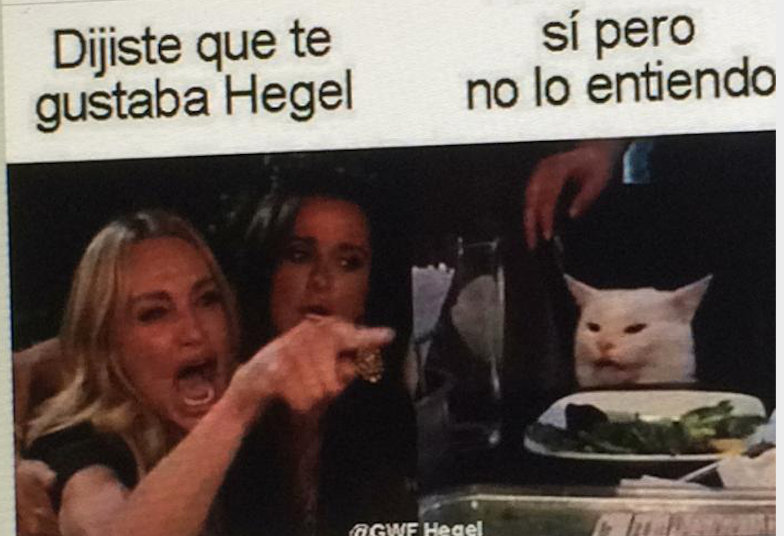 Dijiste que te
gustaba Hegel
sí pero
no lo entiendo
@GWF Hegel